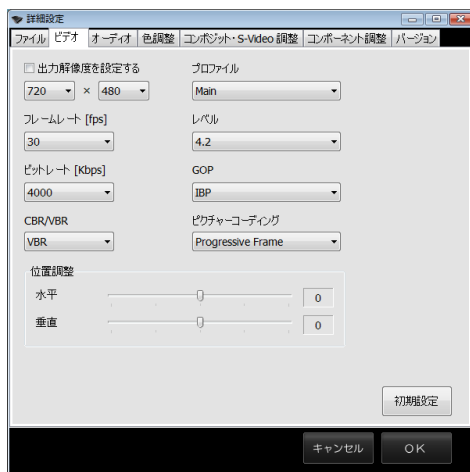 詳細設定
ファイル ビデオ オーディオ 色調整 コンポジット・S-Video 調整 コンポーネント調整 バージョン
出力解像度を設定する
720 × 480
フレームレート [fps]
30
ビットレート [Kbps]
4000
CBR/VBR
VBR
プロファイル
Main
レベル
4.2
GOP
IBP
ピクチャーコーディング
Progressive Frame
位置調整
水平 0
垂直 0
初期設定
キャンセル OK